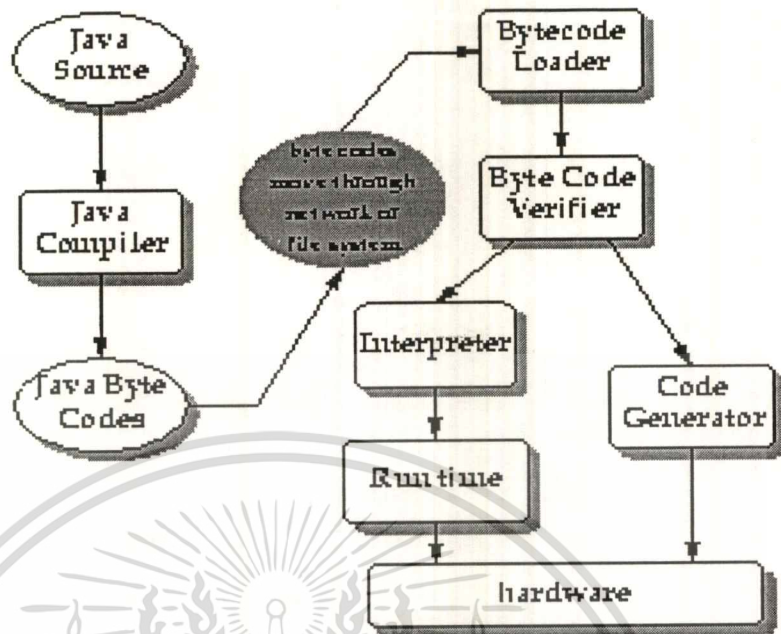 Java
Source
Java
Compiler
Java Byte
Codes
byte codes
move through
network or
file system
Bytecode
Loader
Byte Code
Verifier
Interpreter
Runtime
Code
Generator
hardware